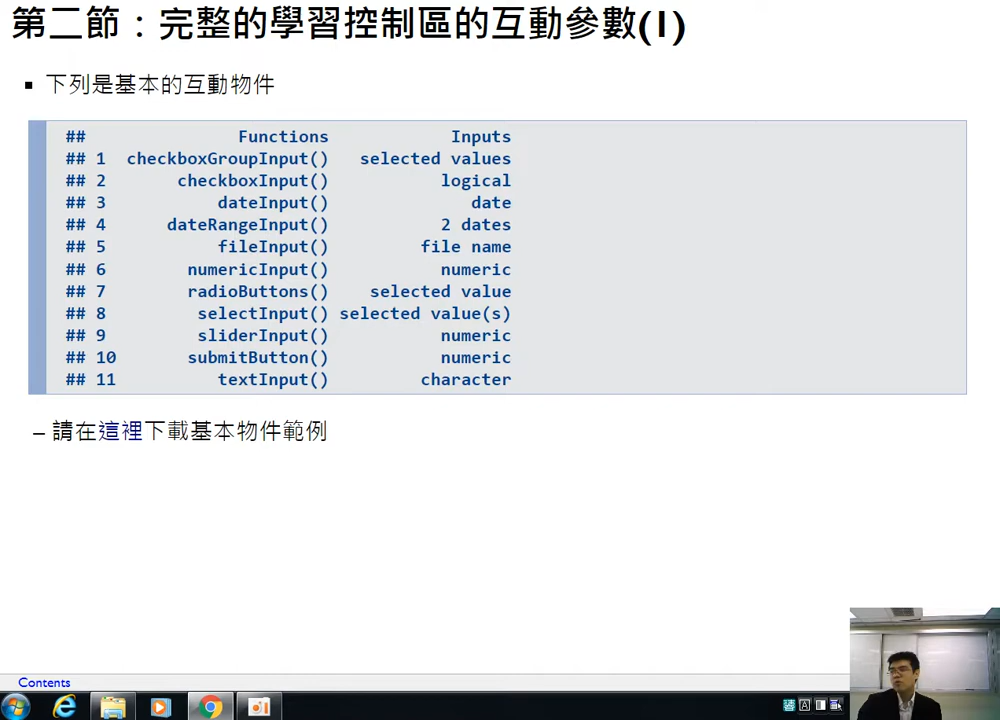 第二節：完整的學習控制區的互動參數(I)
▪ 下列是基本的互動物件
## Functions Inputs
## 1 checkboxGroupInput() selected values
## 2 checkboxInput() logical
## 3 dateInput() date
## 4 dateRangeInput() 2 dates
## 5 fileInput() file name
## 6 numericInput() numeric
## 7 radioButtons() selected value
## 8 selectInput() selected value(s)
## 9 sliderInput() numeric
## 10 submitButton() numeric
## 11 textInput() character
– 請在這裡下載基本物件範例
Contents